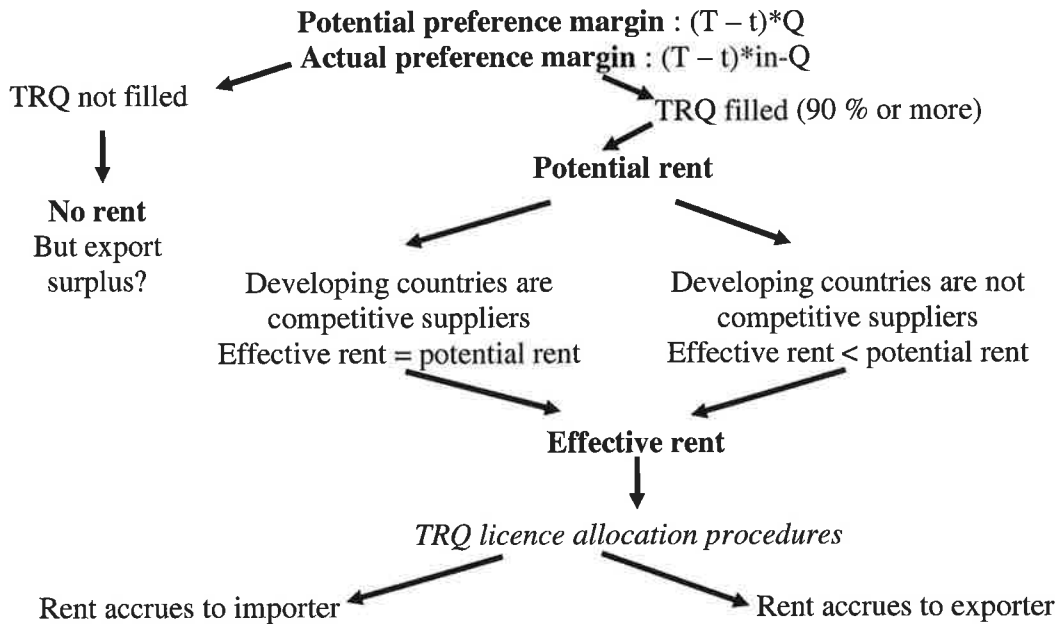 Potential preference margin : (T – t)*Q
Actual preference margin : (T – t)*in-Q
TRQ not filled
TRQ filled (90 % or more)
Potential rent
No rent
But export
surplus?
Developing countries are
competitive suppliers
Effective rent = potential rent
Developing countries are not
competitive suppliers
Effective rent < potential rent
Effective rent
TRQ licence allocation procedures
Rent accrues to importer
Rent accrues to exporter